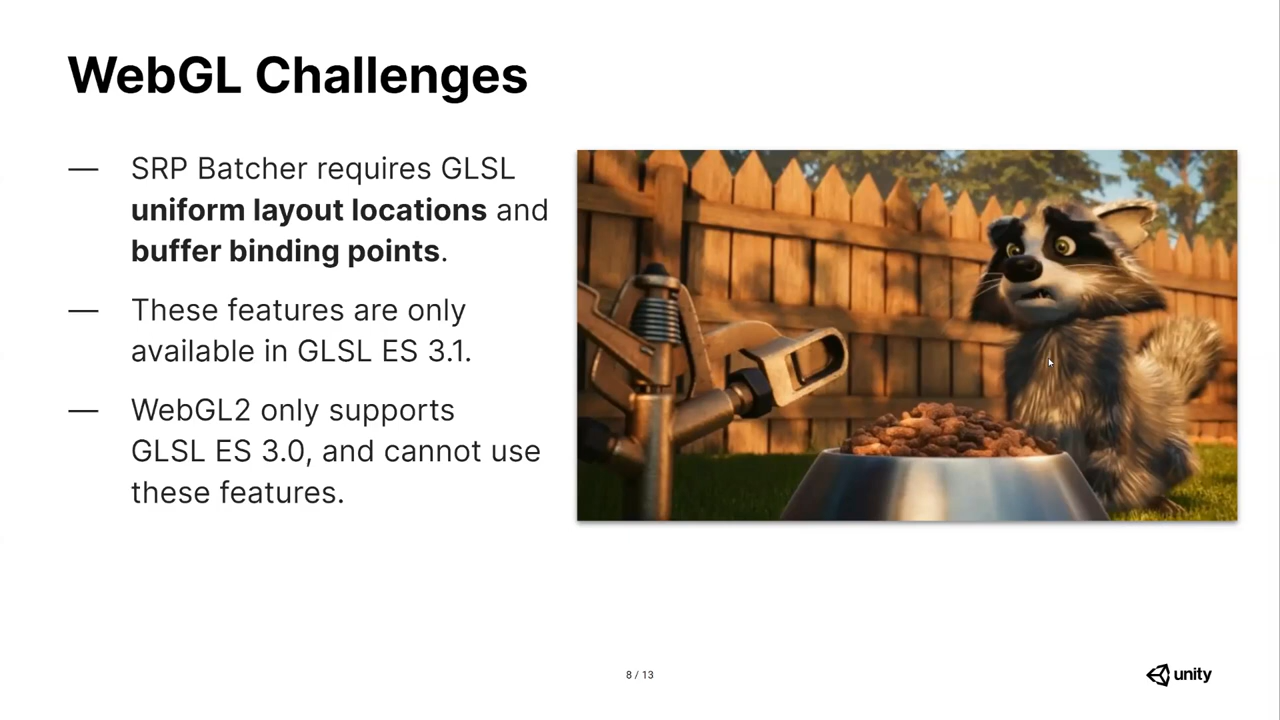 WebGL Challenges
— SRP Batcher requires GLSL
uniform layout locations and
buffer binding points.
— These features are only
available in GLSL ES 3.1.
— WebGL2 only supports
GLSL ES 3.0, and cannot use
these features.
8 / 13
unity